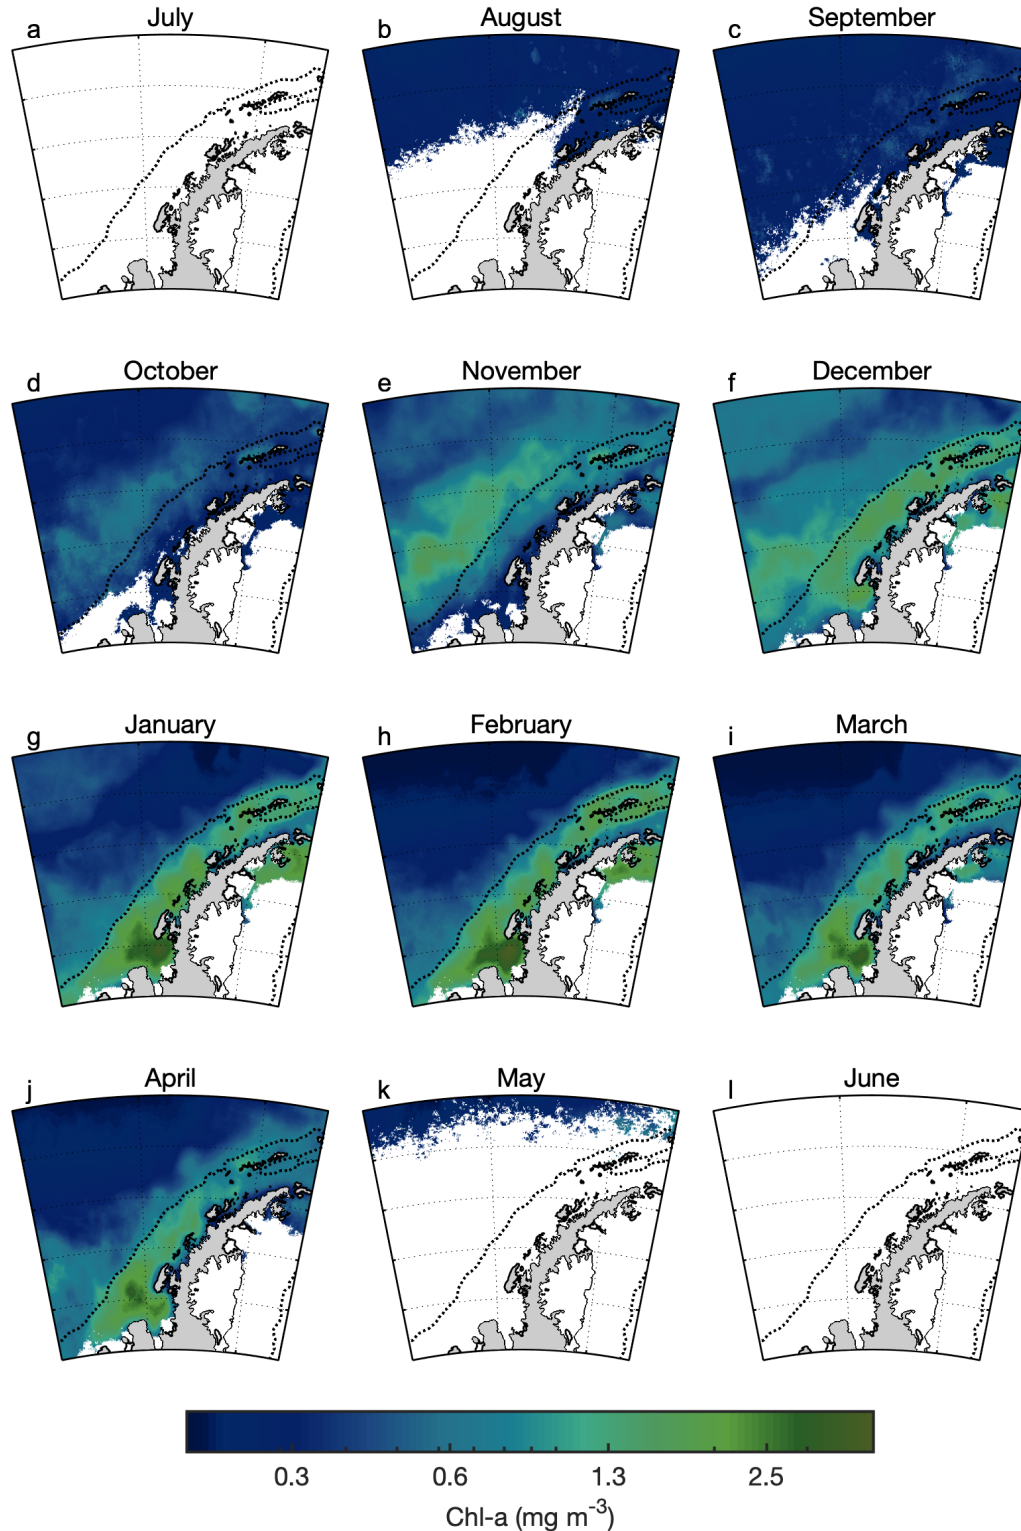 a July
b August
c September
d October
e November
f December
g January
h February
i March
j April
k May
l June
0.3 0.6 1.3 2.5
Chl-a (mg m⁻³)